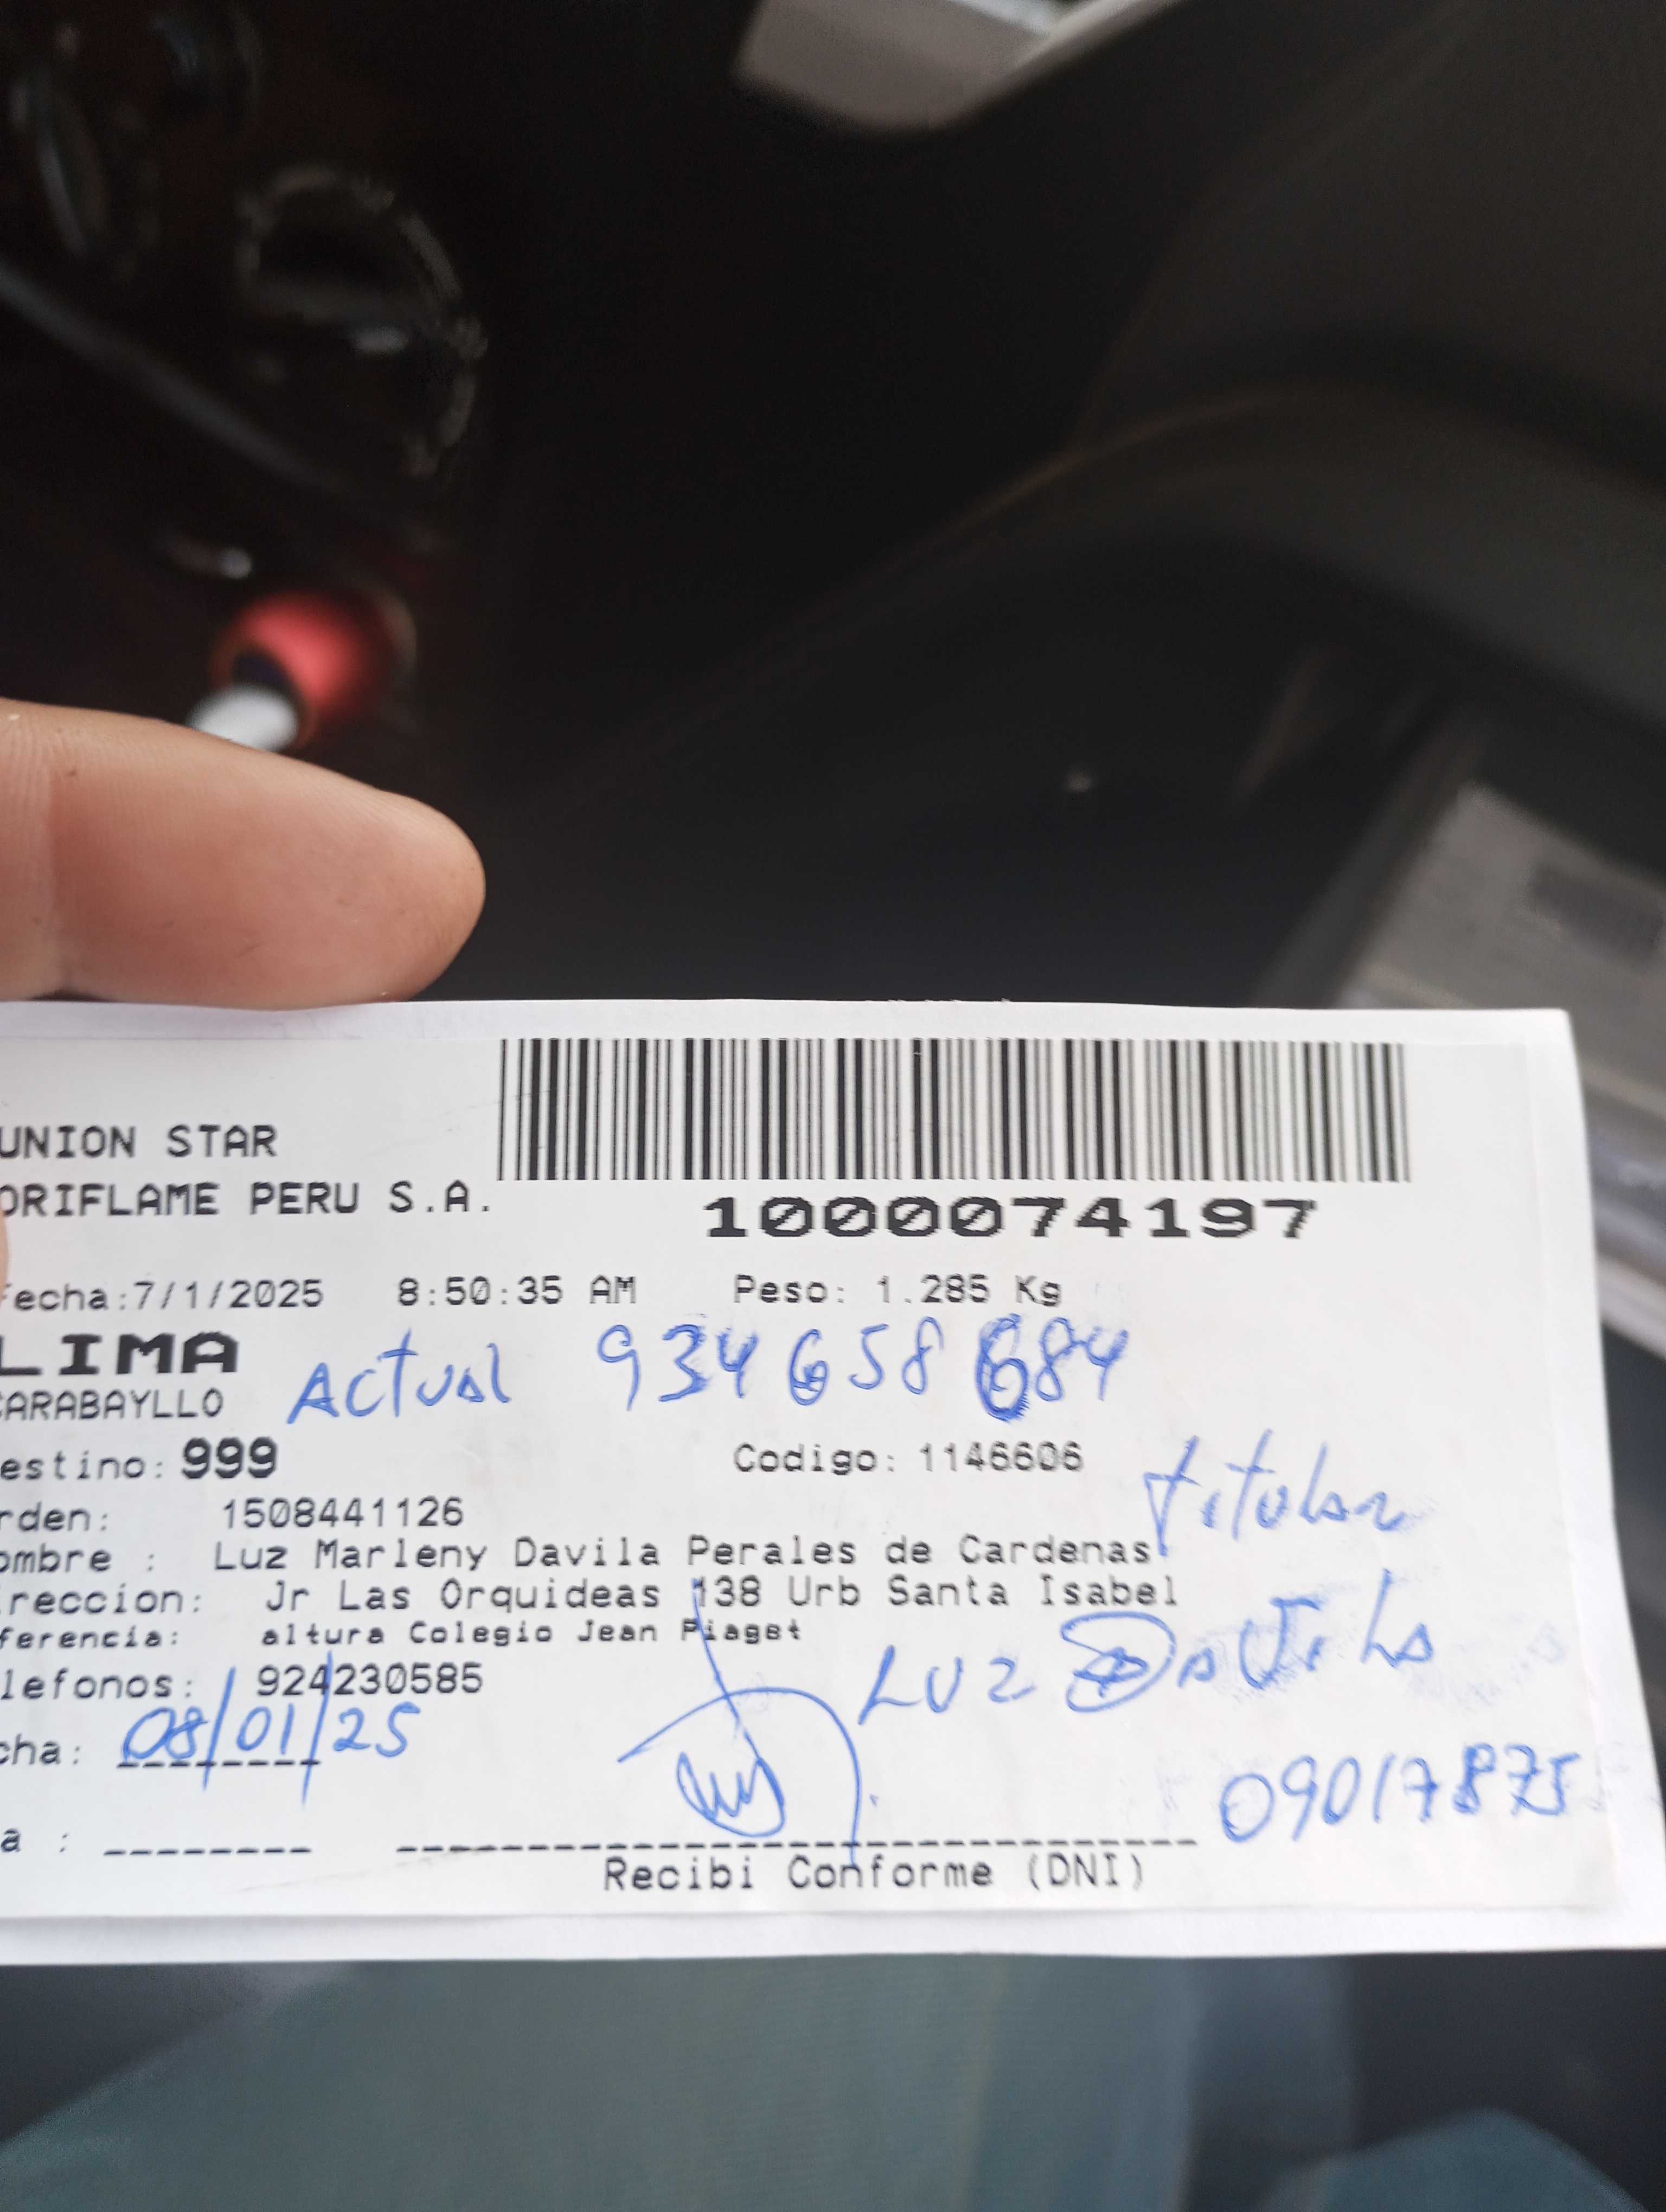 UNION STAR
ORIFLAME PERU S.A.
1000074197
Fecha:7/1/2025 8:50:35 AM Peso: 1.285 Kg
LIMA
CARABAYLLO Actual 934658684
estino: 999 Codigo: 1146606
rden: 1508441126 titular
ombre : Luz Marleny Davila Perales de Cardenas
reccion: Jr Las Orquideas 138 Urb Santa Isabel
ferencia: altura Colegio Jean Piaget
lefonos: 924230585 Luz Davila
cha: 08/01/25
09017875
a :
Recibi Conforme (DNI)